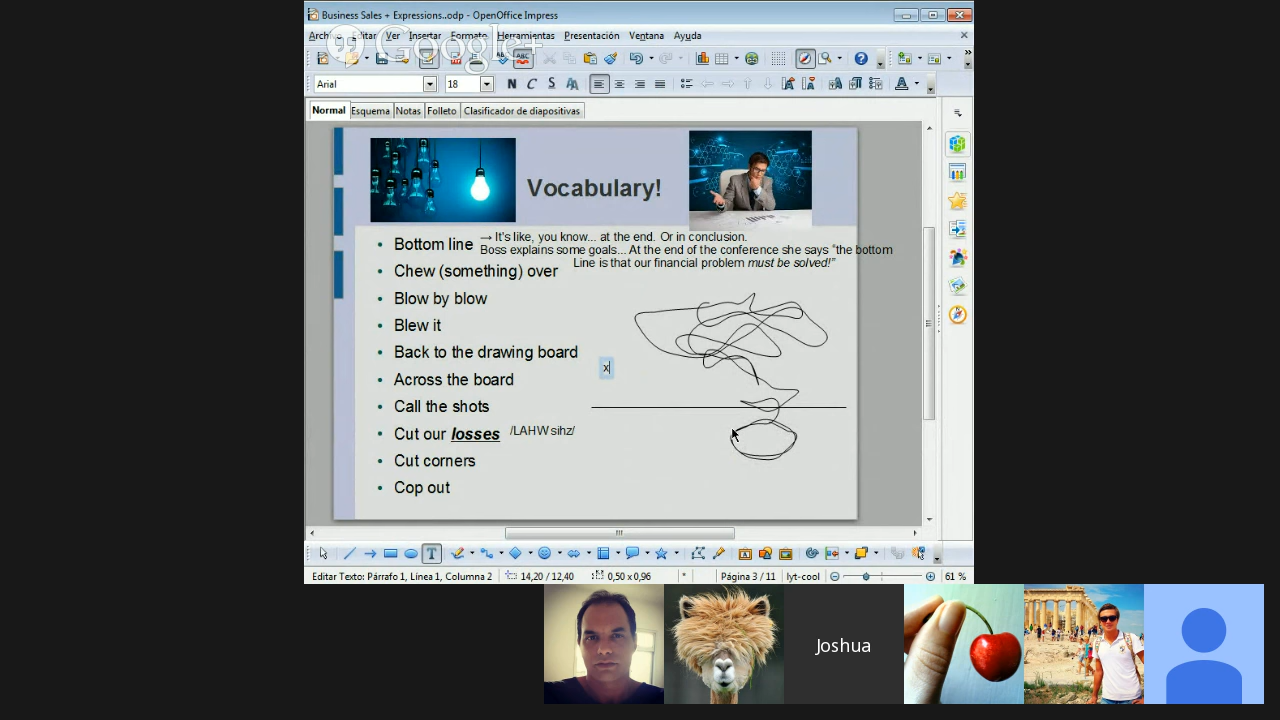 Business Sales + Expressions..odp - OpenOffice Impress
Archivo Editar Ver Insertar Formato Herramientas Presentación Ventana Ayuda
Google+
Arial 18 N C S
Normal Esquema Notas Folleto Clasificador de diapositivas
Vocabulary!
• Bottom line → It's like, you know... at the end. Or in conclusion.
Boss explains some goals... At the end of the conference she says "the bottom
Line is that our financial problem must be solved!"
• Chew (something) over
• Blow by blow
• Blew it
• Back to the drawing board
x
• Across the board
• Call the shots
• Cut our losses /LAHW sihz/
• Cut corners
• Cop out
Editar Texto: Párrafo 1, Línea 1, Columna 2 14,20 / 12,40 0,50 x 0,96 * Página 3 / 11 lyt-cool 61 %
Joshua